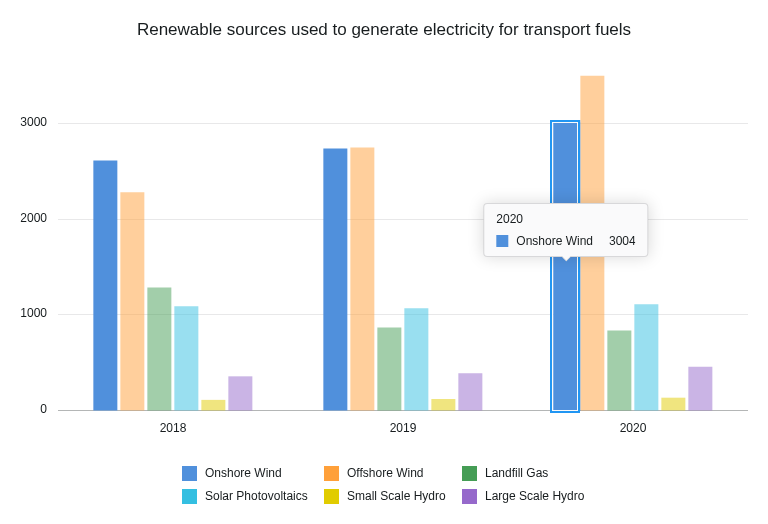 Renewable sources used to generate electricity for transport fuels
3000
2000
1000
0
2020
Onshore Wind 3004
2018 2019 2020
Onshore Wind Offshore Wind Landfill Gas
Solar Photovoltaics Small Scale Hydro Large Scale Hydro